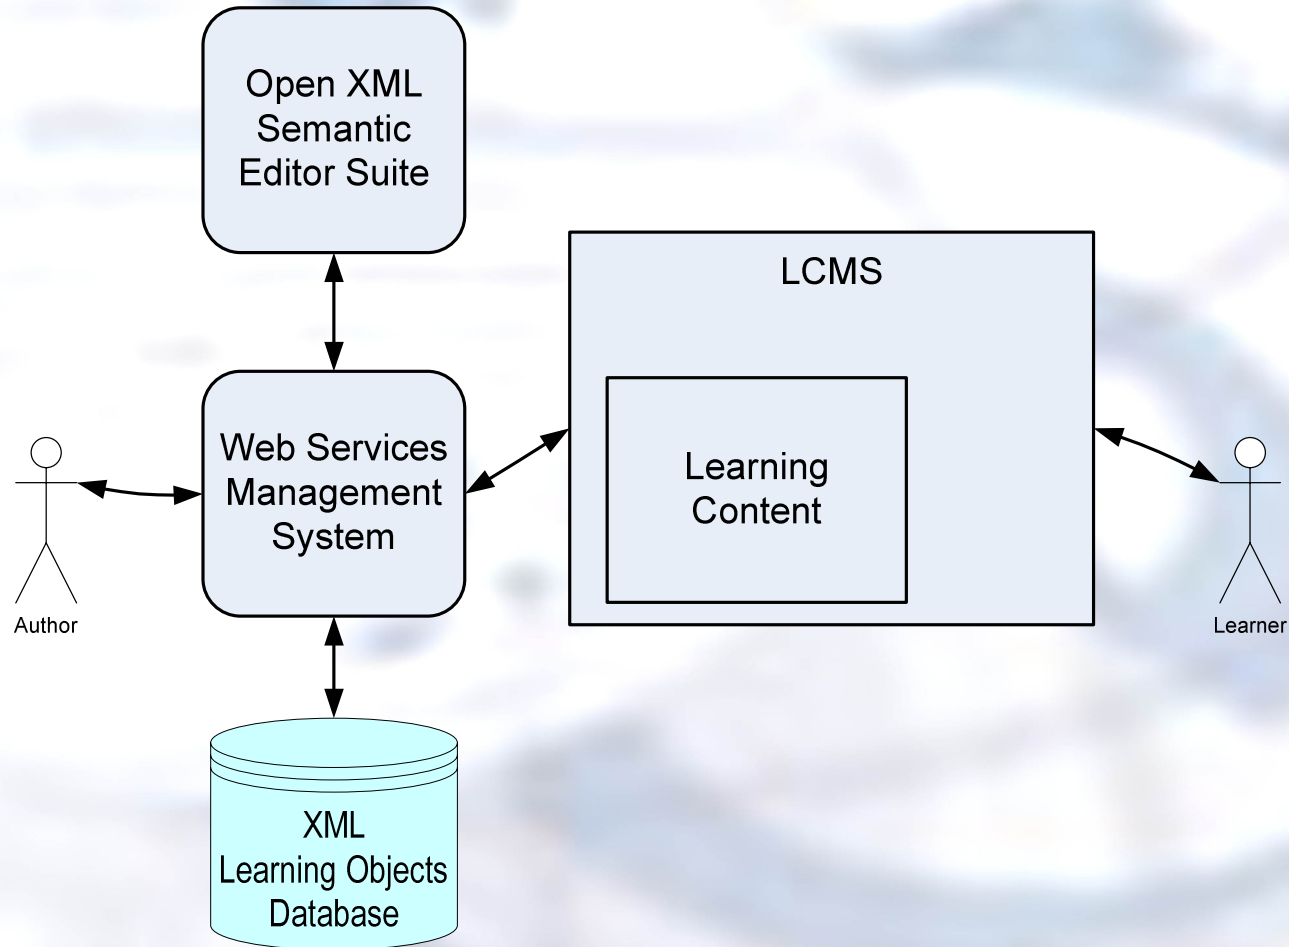 Open XML
Semantic
Editor Suite
LCMS
Web Services
Management
System
Learning
Content
Author
Learner
XML
Learning Objects
Database